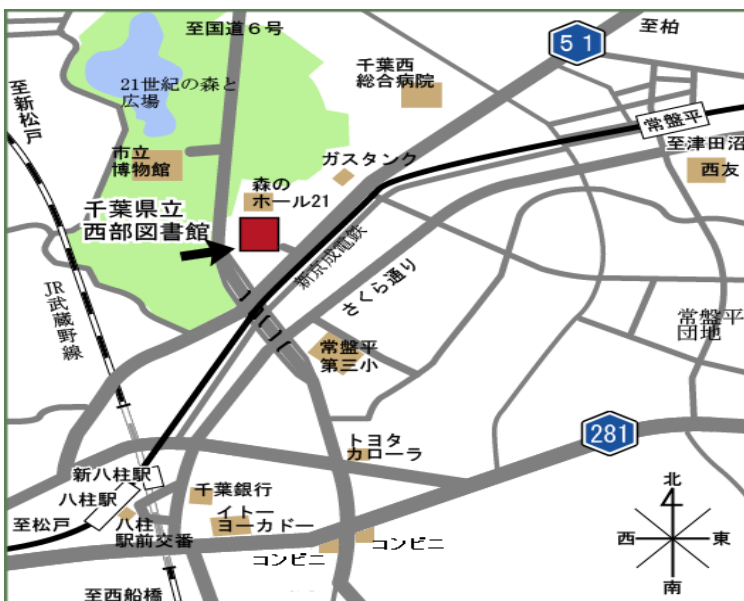 至国道6号
至柏
51
千葉西
総合病院
21世紀の森と
広場
至新松戸
常盤平
至津田沼
西友
ガスタンク
市立
博物館
森の
ホール21
千葉県立
西部図書館
新京成電鉄
さくら通り
JR武蔵野線
常盤平
団地
常盤平
第三小
281
トヨタ
カローラ
新八柱駅
八柱駅
千葉銀行
至松戸
八柱
駅前交番
イトー
ヨーカドー
コンビニ
コンビニ
至西船橋
北
西
東
南